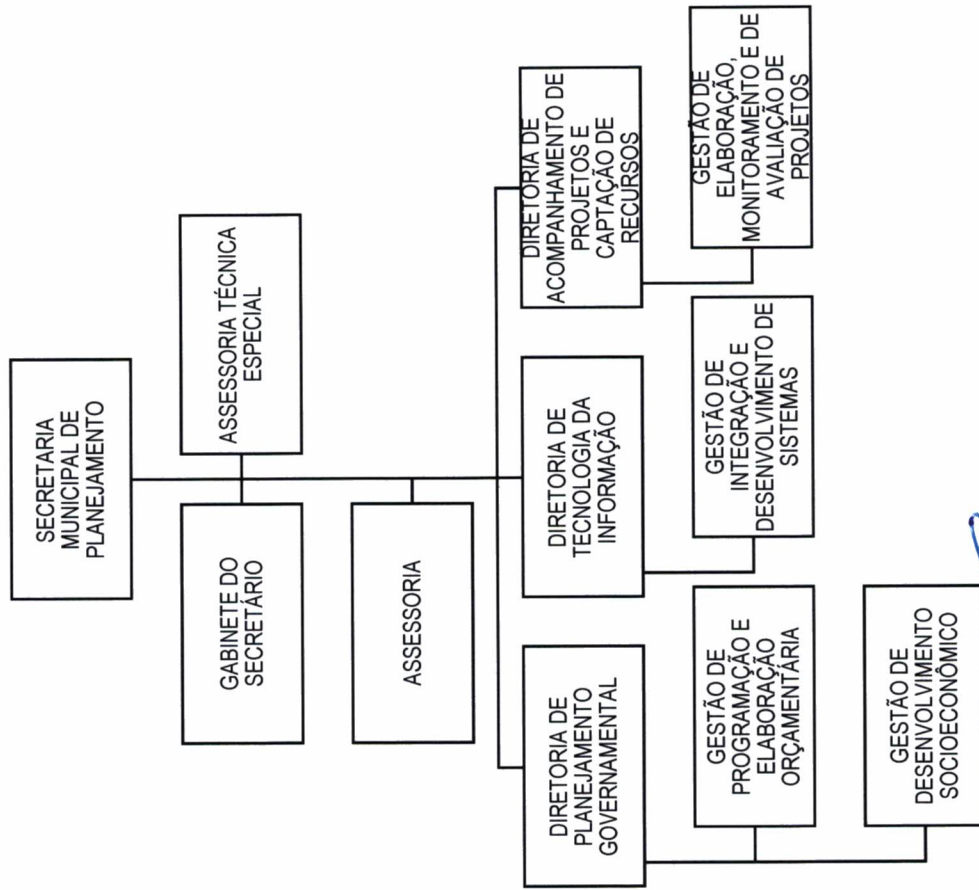 SECRETARIA
MUNICIPAL DE
PLANEJAMENTO
GABINETE DO
SECRETÁRIO
ASSESSORIA TÉCNICA
ESPECIAL
ASSESSORIA
DIRETORIA DE
PLANEJAMENTO
GOVERNAMENTAL
DIRETORIA DE
TECNOLOGIA DA
INFORMAÇÃO
DIRETORIA DE
ACOMPANHAMENTO DE
PROJETOS E
CAPTAÇÃO DE
RECURSOS
GESTÃO DE
PROGRAMAÇÃO E
ELABORAÇÃO
ORÇAMENTÁRIA
GESTÃO DE
INTEGRAÇÃO E
DESENVOLVIMENTO DE
SISTEMAS
GESTÃO DE
ELABORAÇÃO,
MONITORAMENTO E DE
AVALIAÇÃO DE
PROJETOS
GESTÃO DE
DESENVOLVIMENTO
SOCIOECONÔMICO